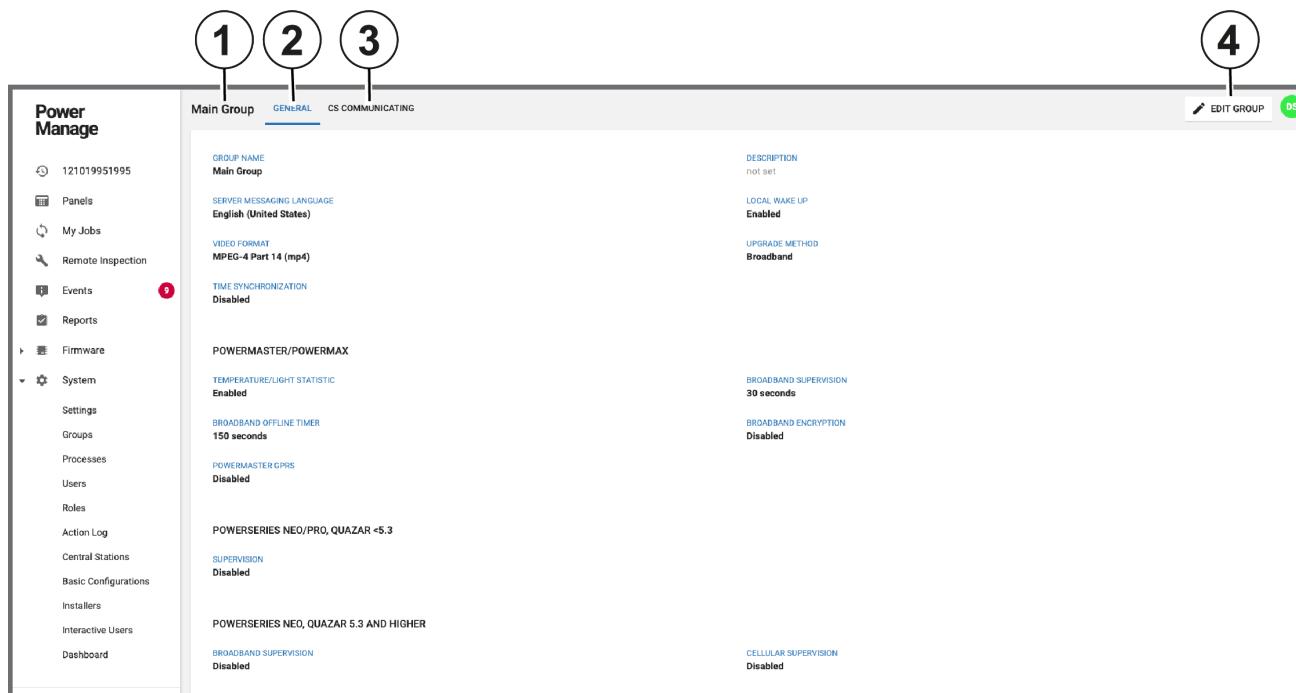 1 2 3 4
Power
Manage
Main Group GENERAL CS COMMUNICATING EDIT GROUP DS
121019951995
Panels
My Jobs
Remote Inspection
Events 9
Reports
Firmware
System
Settings
Groups
Processes
Users
Roles
Action Log
Central Stations
Basic Configurations
Installers
Interactive Users
Dashboard
GROUP NAME DESCRIPTION
Main Group not set
SERVER MESSAGING LANGUAGE LOCAL WAKE UP
English (United States) Enabled
VIDEO FORMAT UPGRADE METHOD
MPEG-4 Part 14 (mp4) Broadband
TIME SYNCHRONIZATION
Disabled
POWERMASTER/POWERMAX
TEMPERATURE/LIGHT STATISTIC BROADBAND SUPERVISION
Enabled 30 seconds
BROADBAND OFFLINE TIMER BROADBAND ENCRYPTION
150 seconds Disabled
POWERMASTER GPRS
Disabled
POWERSERIES NEO/PRO, QUAZAR <5.3
SUPERVISION
Disabled
POWERSERIES NEO, QUAZAR 5.3 AND HIGHER
BROADBAND SUPERVISION CELLULAR SUPERVISION
Disabled Disabled